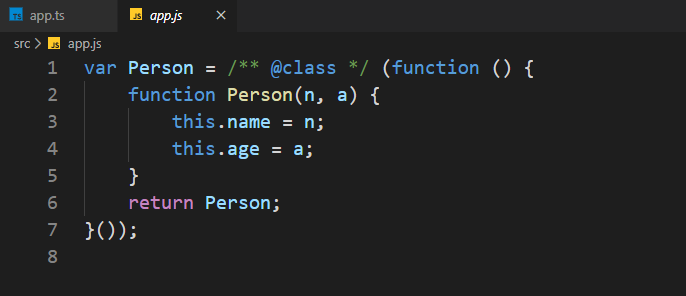 TS app.ts JS app.js ×
src > JS app.js
1 var Person = /** @class */ (function () {
2     function Person(n, a) {
3         this.name = n;
4         this.age = a;
5     }
6     return Person;
7 }());
8